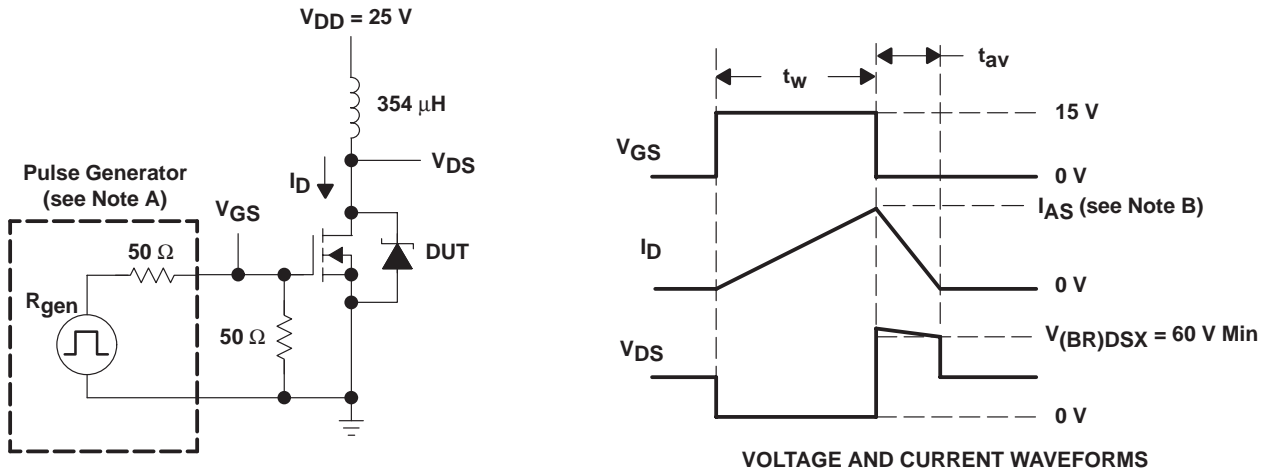 VDD = 25 V
354 μH
VDS
ID
Pulse Generator
(see Note A)
VGS
50 Ω
DUT
Rgen
50 Ω
tw
tav
15 V
VGS
0 V
IAS (see Note B)
ID
0 V
V(BR)DSX = 60 V Min
VDS
0 V
VOLTAGE AND CURRENT WAVEFORMS